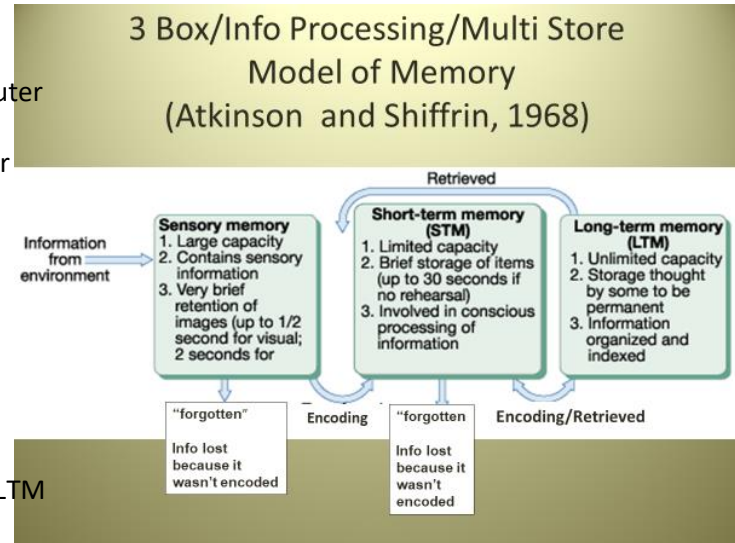 3 Box/Info Processing/Multi Store
Model of Memory
(Atkinson and Shiffrin, 1968)
uter
r
Retrieved
Information
from
environment
Sensory memory
1. Large capacity
2. Contains sensory
information
3. Very brief
retention of
images (up to 1/2
second for visual;
2 seconds for
Short-term memory
(STM)
1. Limited capacity
2. Brief storage of items
(up to 30 seconds if
no rehearsal)
3. Involved in conscious
processing of
information
Long-term memory
(LTM)
1. Unlimited capacity
2. Storage thought
by some to be
permanent
3. Information
organized and
indexed
"forgotten"
Info lost
because it
wasn't encoded
Encoding
"forgotten
Info lost
because it
wasn't
encoded
Encoding/Retrieved
LTM